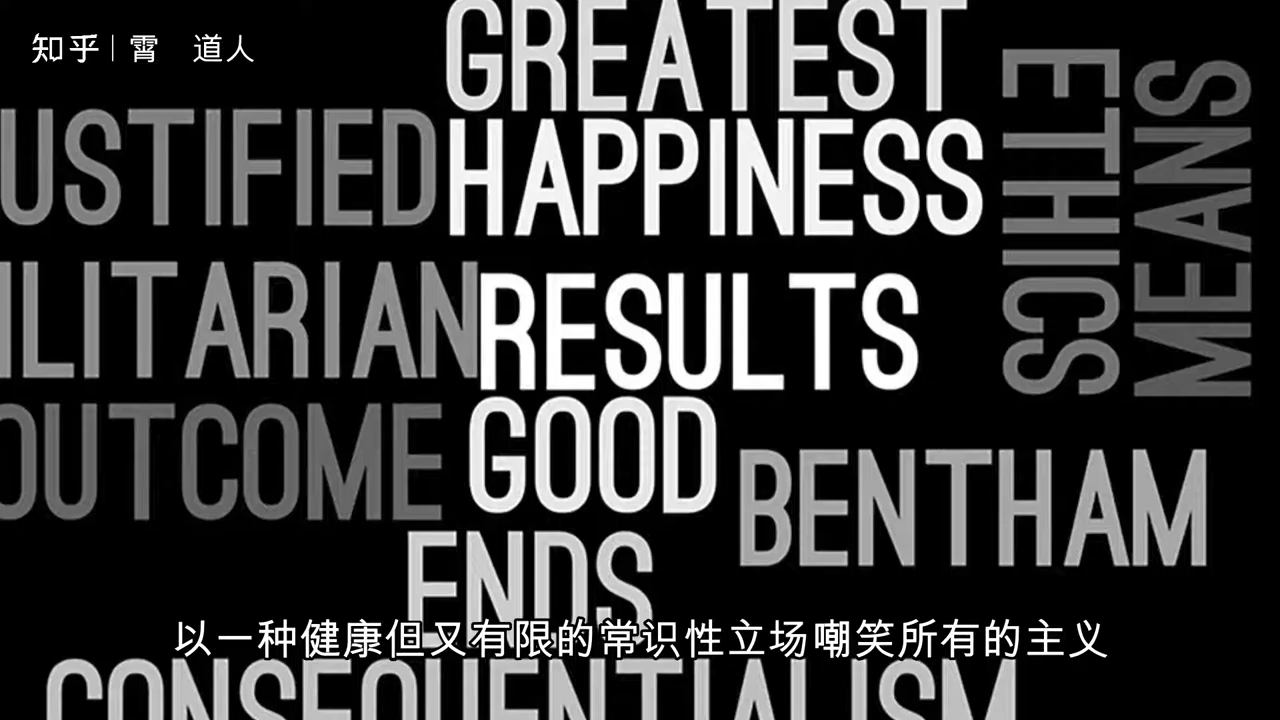 知乎 | 霄 道人
GREATEST
USTIFIED
HAPPINESS
ETHICS
MEANS
ILITARIAN
RESULTS
OUTCOME
GOOD
BENTHAM
ENDS
以一种健康但又有限的常识性立场嘲笑所有的主义
CONSEQUENTIALISM